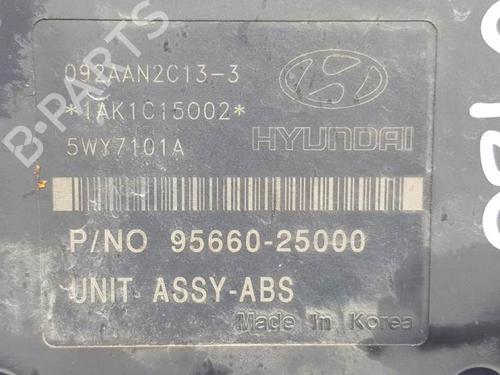 092AAN2C13-3
*1AK1C15002*
5WY7101A
HYUNDAI
P/NO 95660-25000
UNIT ASSY-ABS
Made In Korea
B-PARTS